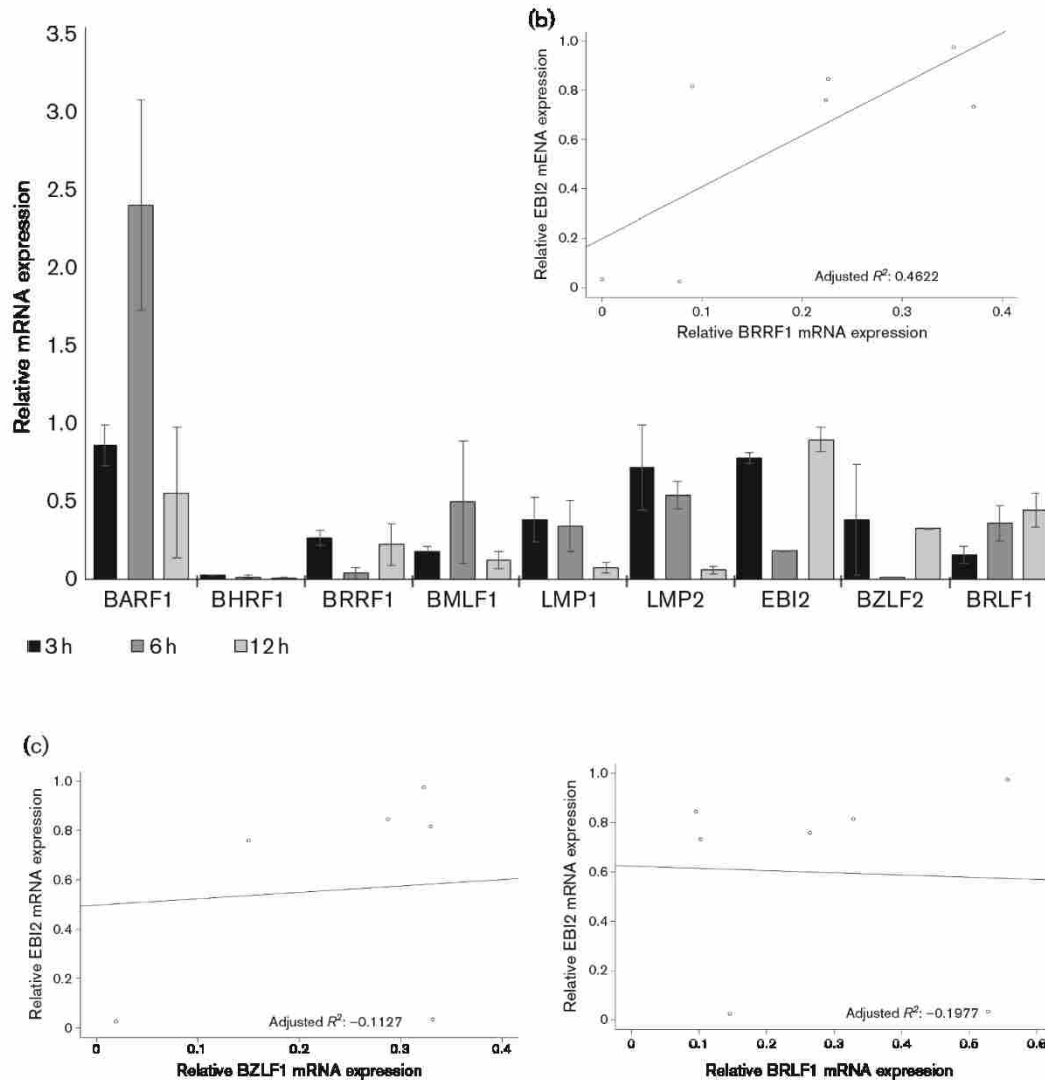 Relative mRNA expression
3.5
3.0
2.5
2.0
1.5
1.0
0.5
0
BARF1 BHRF1 BRRF1 BMLF1 LMP1 LMP2 EBI2 BZLF2 BRLF1
3 h 6 h 12 h
(b)
Relative EBI2 mENA expression
1.0
0.8
0.6
0.4
0.2
0
Adjusted R²: 0.4622
0 0.1 0.2 0.3 0.4
Relative BRRF1 mRNA expression
(c)
Relative EBI2 mRNA expression
1.0
0.8
0.6
0.4
0.2
0
Adjusted R²: –0.1127
0 0.1 0.2 0.3 0.4
Relative BZLF1 mRNA expression
Relative EBI2 mRNA expression
1.0
0.8
0.6
0.4
0.2
0
Adjusted R²: –0.1977
0 0.1 0.2 0.3 0.4 0.5 0.6
Relative BRLF1 mRNA expression